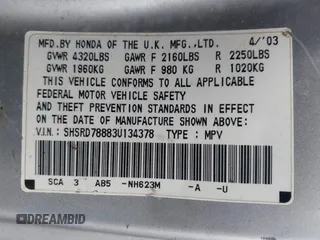 MFD.BY HONDA OF THE U.K. MFG.,LTD. 4/'03
GVWR 4320LBS GAWR F 2160LBS R 2250LBS
GVWR 1960KG GAWR F 980 KG R 1020KG
THIS VEHICLE CONFORMS TO ALL APPLICABLE
FEDERAL MOTOR VEHICLE SAFETY
AND THEFT PREVENTION STANDARDS IN EFFECT
ON THE DATE OF MANUFACTURE SHOWN ABOVE.
V.I.N.: SHSRD78883U134378 TYPE : MPV
SCA 3 AB5 -NH623M -A -U
DREAMBID